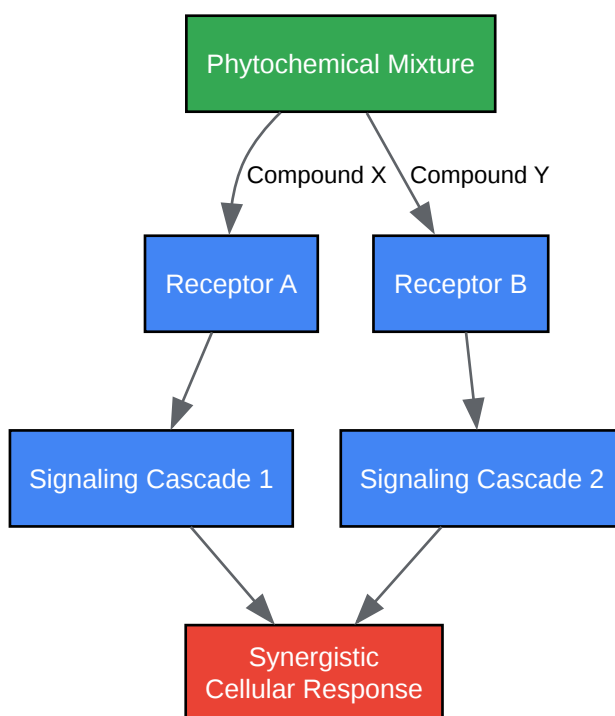 Phytochemical Mixture
Compound X
Compound Y
Receptor A
Receptor B
Signaling Cascade 1
Signaling Cascade 2
Synergistic
Cellular Response